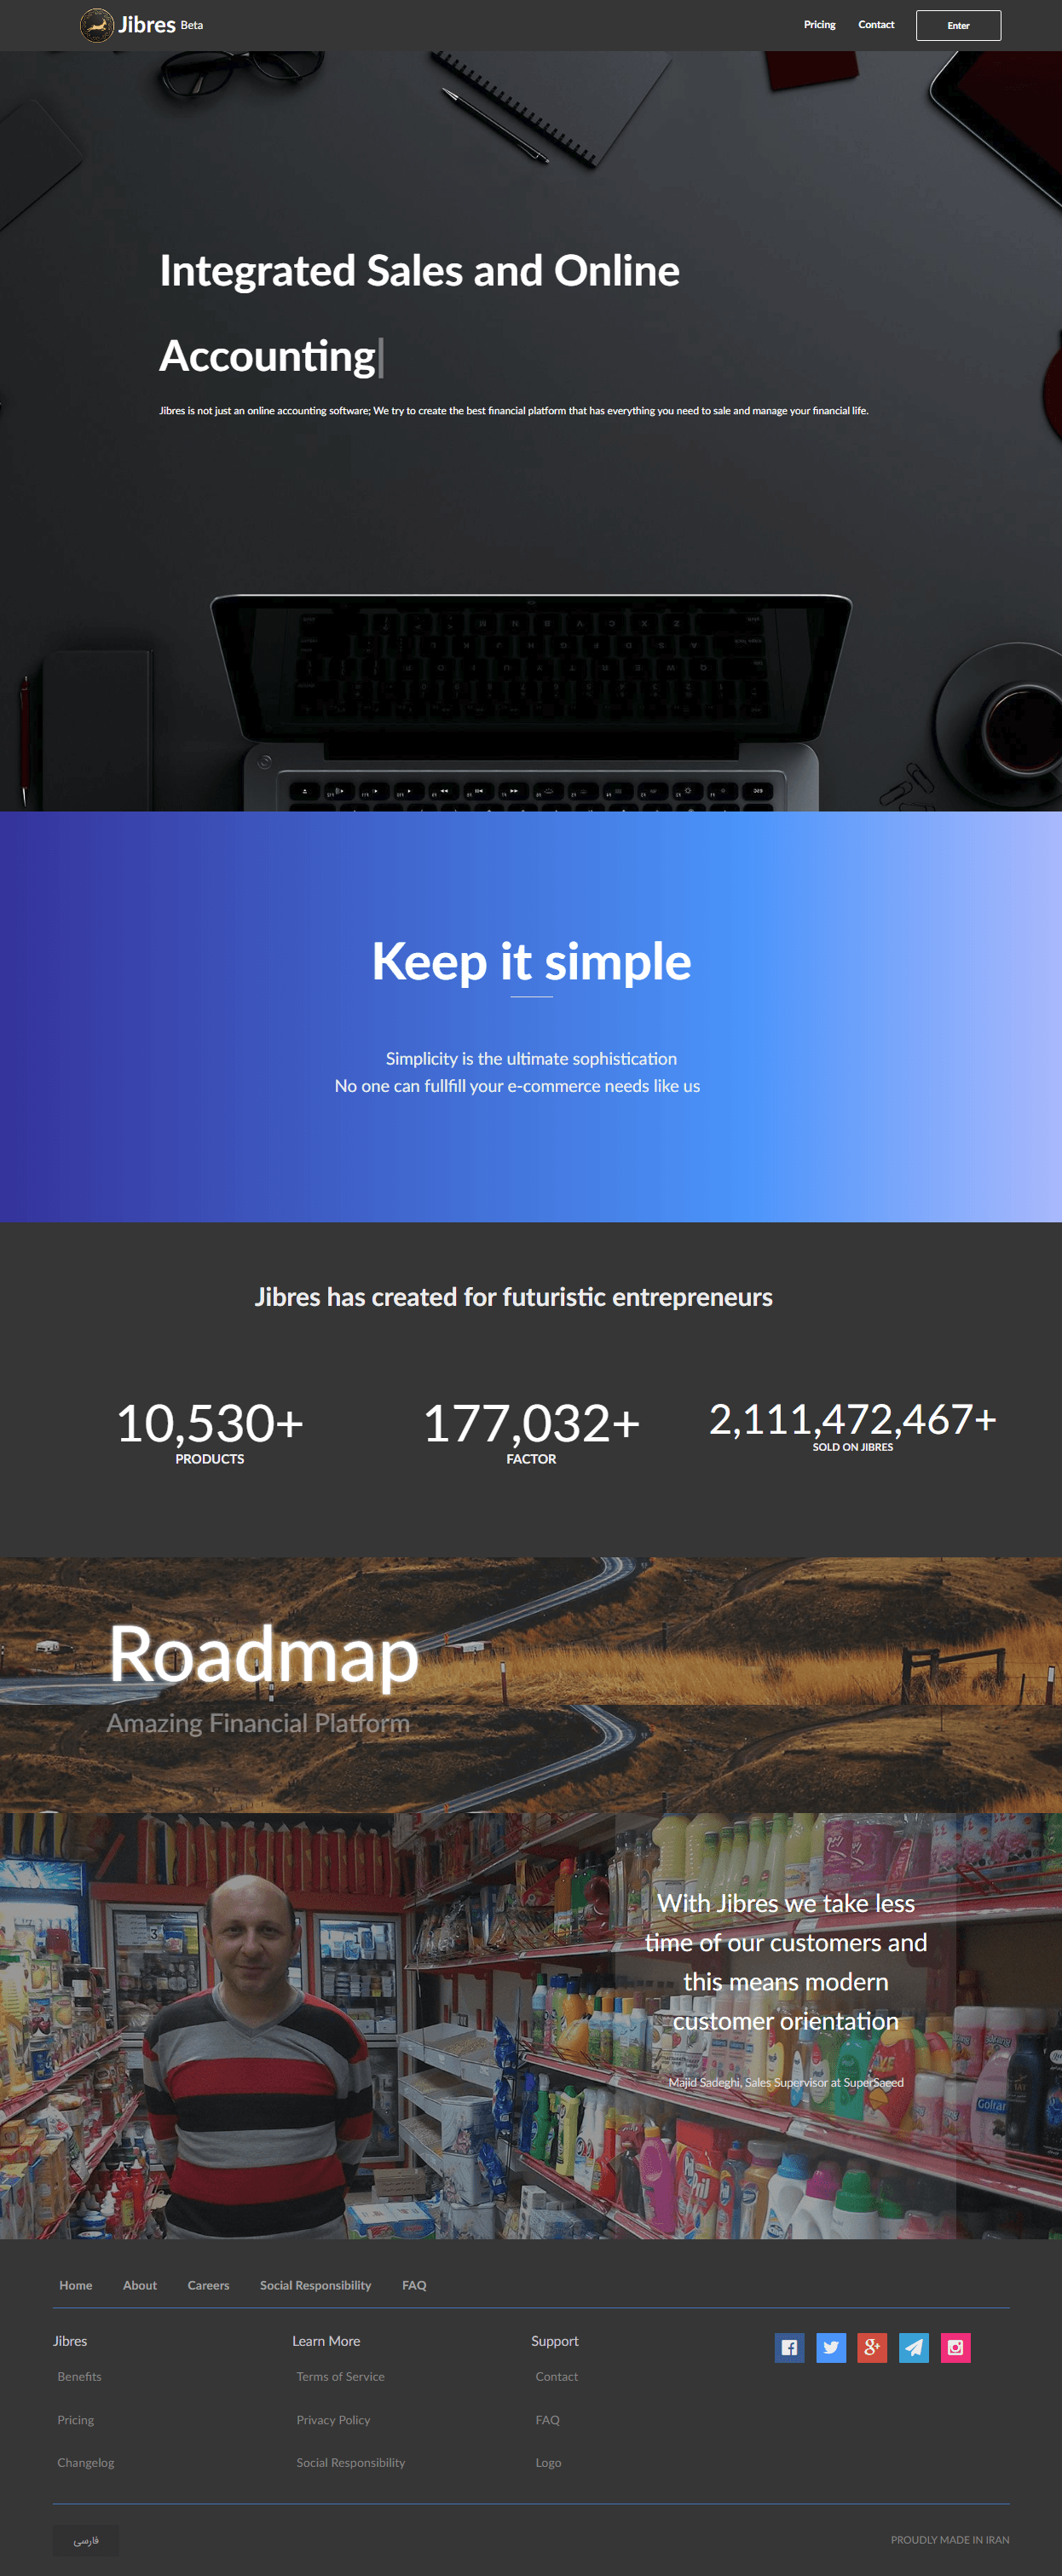 Jibres Beta
Pricing
Contact
Enter
Integrated Sales and Online
Accounting
Jibres is not just an online accounting software; We try to create the best financial platform that has everything you need to sale and manage your financial life.
Keep it simple
Simplicity is the ultimate sophistication
No one can fullfill your e-commerce needs like us
Jibres has created for futuristic entrepreneurs
10,530+
PRODUCTS
177,032+
FACTOR
2,111,472,467+
SOLD ON JIBRES
Roadmap
Amazing Financial Platform
With Jibres we take less
time of our customers and
this means modern
customer orientation
Majid Sadeghi, Sales Supervisor at SuperSaeed
Golrang
Home
About
Careers
Social Responsibility
FAQ
Jibres
Benefits
Pricing
Changelog
Learn More
Terms of Service
Privacy Policy
Social Responsibility
Support
Contact
FAQ
Logo
فارسی
PROUDLY MADE IN IRAN